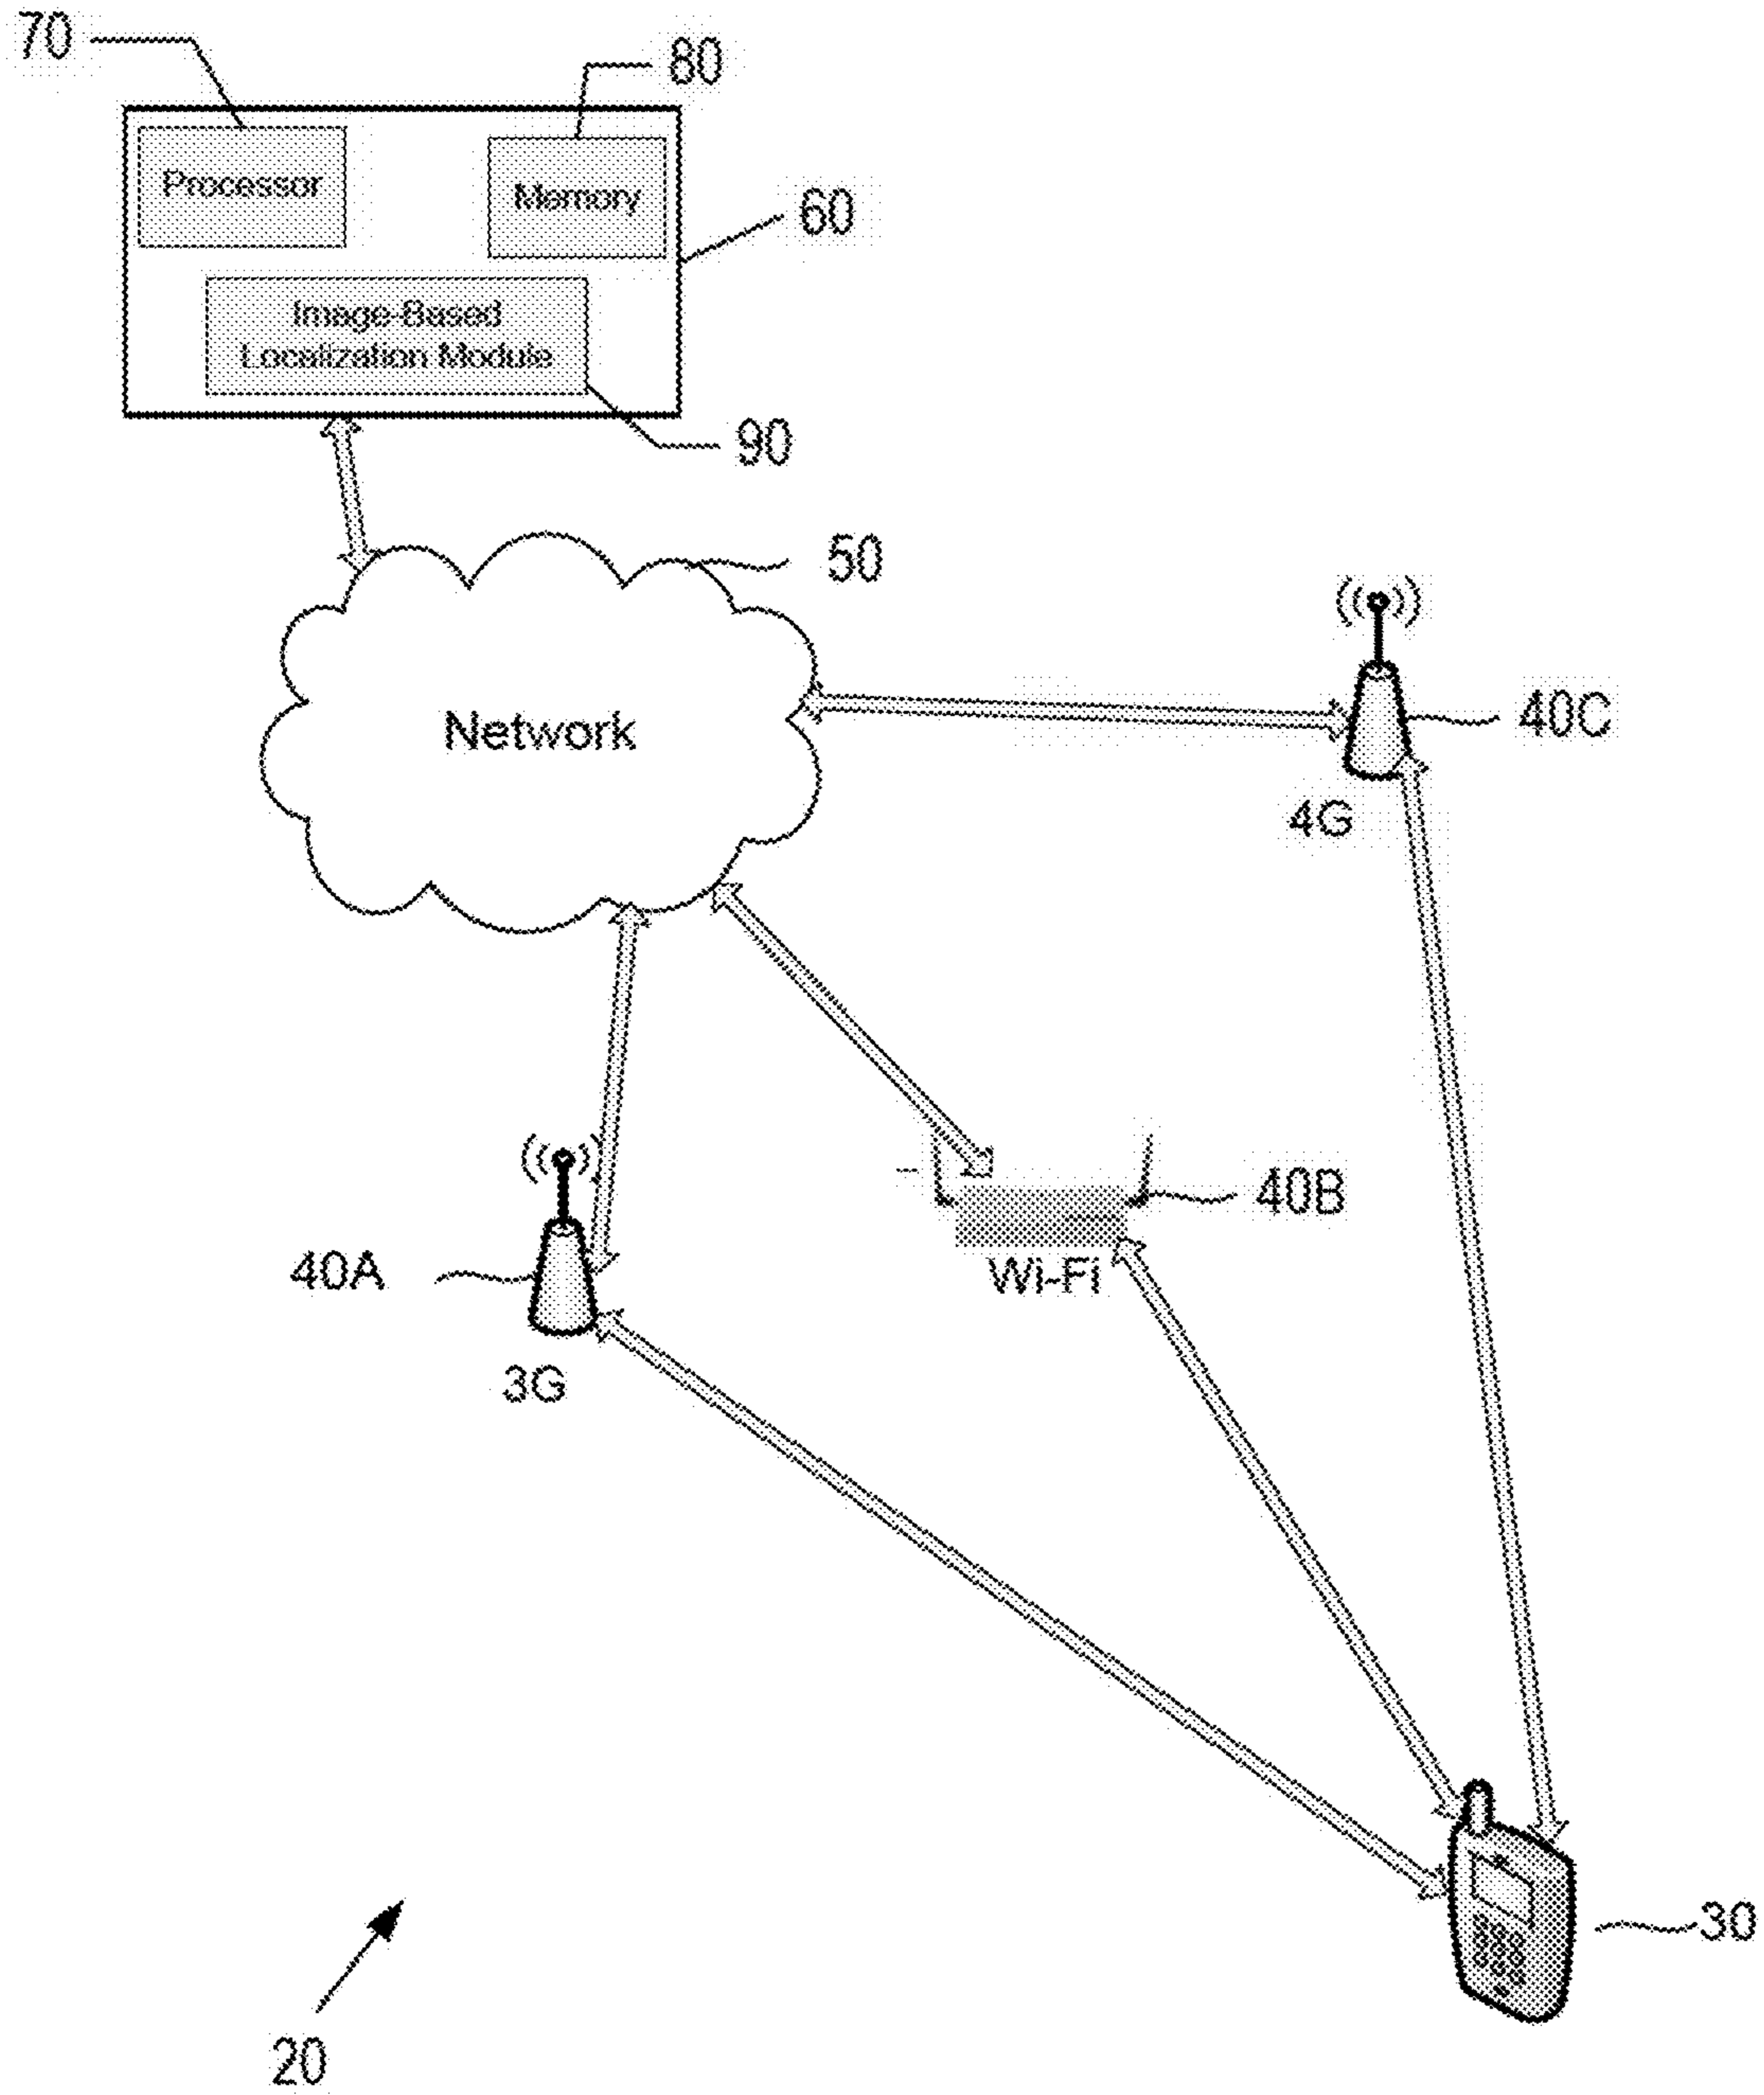 70
80
Processor
Memory
60
Image-Based
Localization Module
90
50
Network
40C
4G
40B
Wi-Fi
40A
3G
30
20